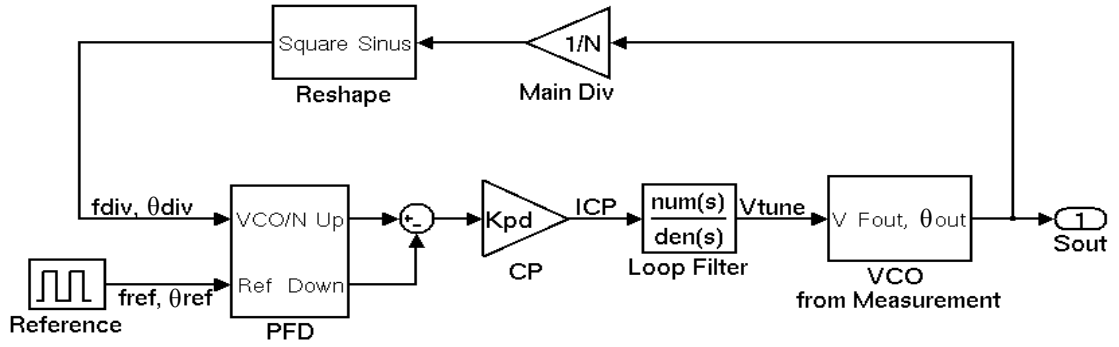 Square Sinus
Reshape
1/N
Main Div
fdiv, θdiv
VCO/N Up
Ref Down
PFD
fref, θref
Reference
+
-
Kpd
CP
ICP
num(s)
den(s)
Loop Filter
Vtune
V Fout, θout
VCO
from Measurement
1
Sout